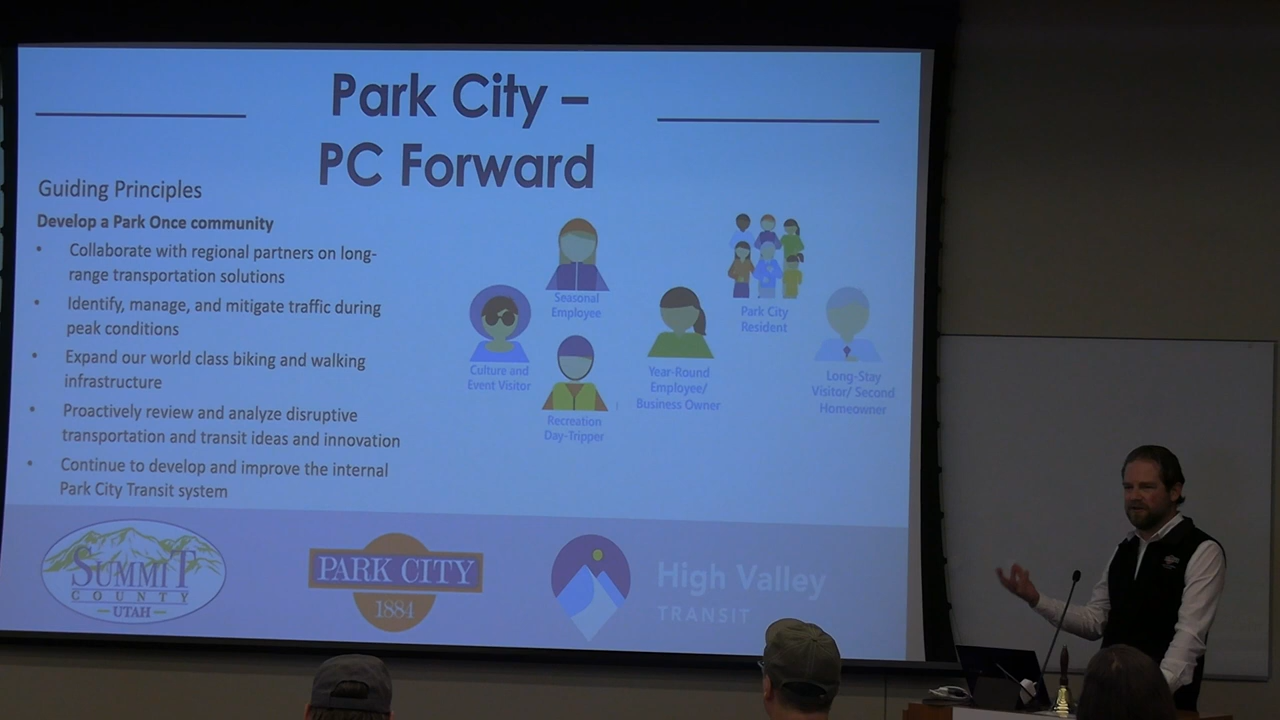 Park City –
PC Forward
Guiding Principles
Develop a Park Once community
• Collaborate with regional partners on long-
range transportation solutions
• Identify, manage, and mitigate traffic during
peak conditions
• Expand our world class biking and walking
infrastructure
• Proactively review and analyze disruptive
transportation and transit ideas and innovation
• Continue to develop and improve the internal
Park City Transit system
Seasonal
Employee
Culture and
Event Visitor
Recreation
Day-Tripper
Year-Round
Employee/
Business Owner
Park City
Resident
Long-Stay
Visitor/ Second
Homeowner
SUMMIT
COUNTY
UTAH
PARK CITY
1884
High Valley
TRANSIT